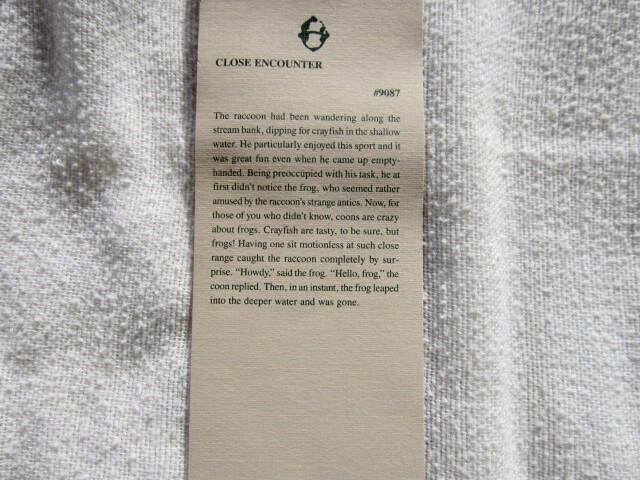 CLOSE ENCOUNTER
#9087
The raccoon had been wandering along the
stream bank, dipping for crayfish in the shallow
water. He particularly enjoyed this sport and it
was great fun even when he came up empty-
handed. Being preoccupied with his task, he at
first didn't notice the frog, who seemed rather
amused by the raccoon's strange antics. Now, for
those of you who didn't know, coons are crazy
about frogs. Crayfish are tasty, to be sure, but
frogs! Having one sit motionless at such close
range caught the raccoon completely by sur-
prise. “Howdy,” said the frog. “Hello, frog,” the
coon replied. Then, in an instant, the frog leaped
into the deeper water and was gone.